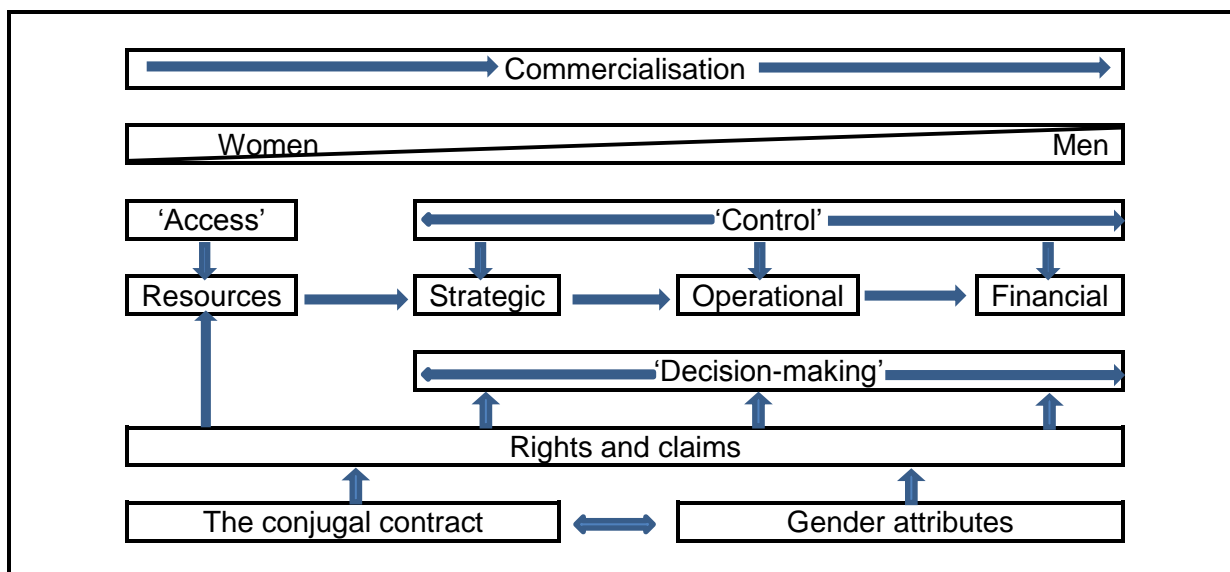 Commercialisation
Women Men
‘Access’ ‘Control’
Resources Strategic Operational Financial
‘Decision-making’
Rights and claims
The conjugal contract Gender attributes